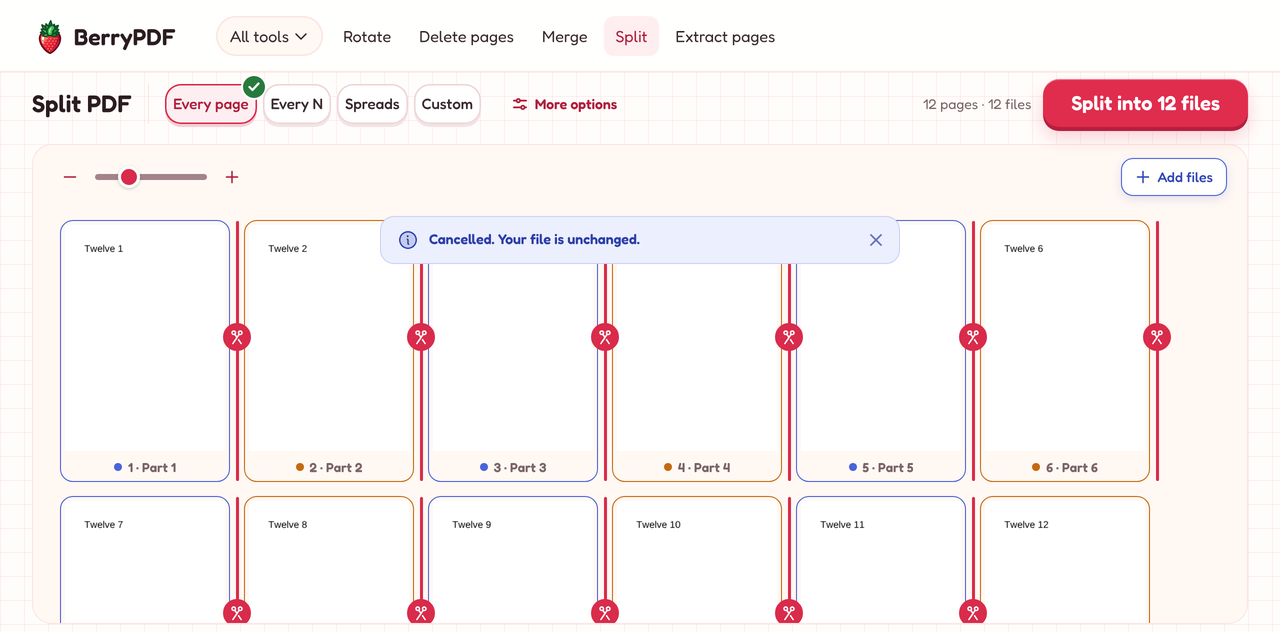 BerryPDF
All tools
Rotate
Delete pages
Merge
Split
Extract pages
Split PDF
Every page
Every N
Spreads
Custom
More options
12 pages · 12 files
Split into 12 files
Add files
Cancelled. Your file is unchanged.
Twelve 1
Twelve 2
Twelve 6
1 · Part 1
2 · Part 2
3 · Part 3
4 · Part 4
5 · Part 5
6 · Part 6
Twelve 7
Twelve 8
Twelve 9
Twelve 10
Twelve 11
Twelve 12